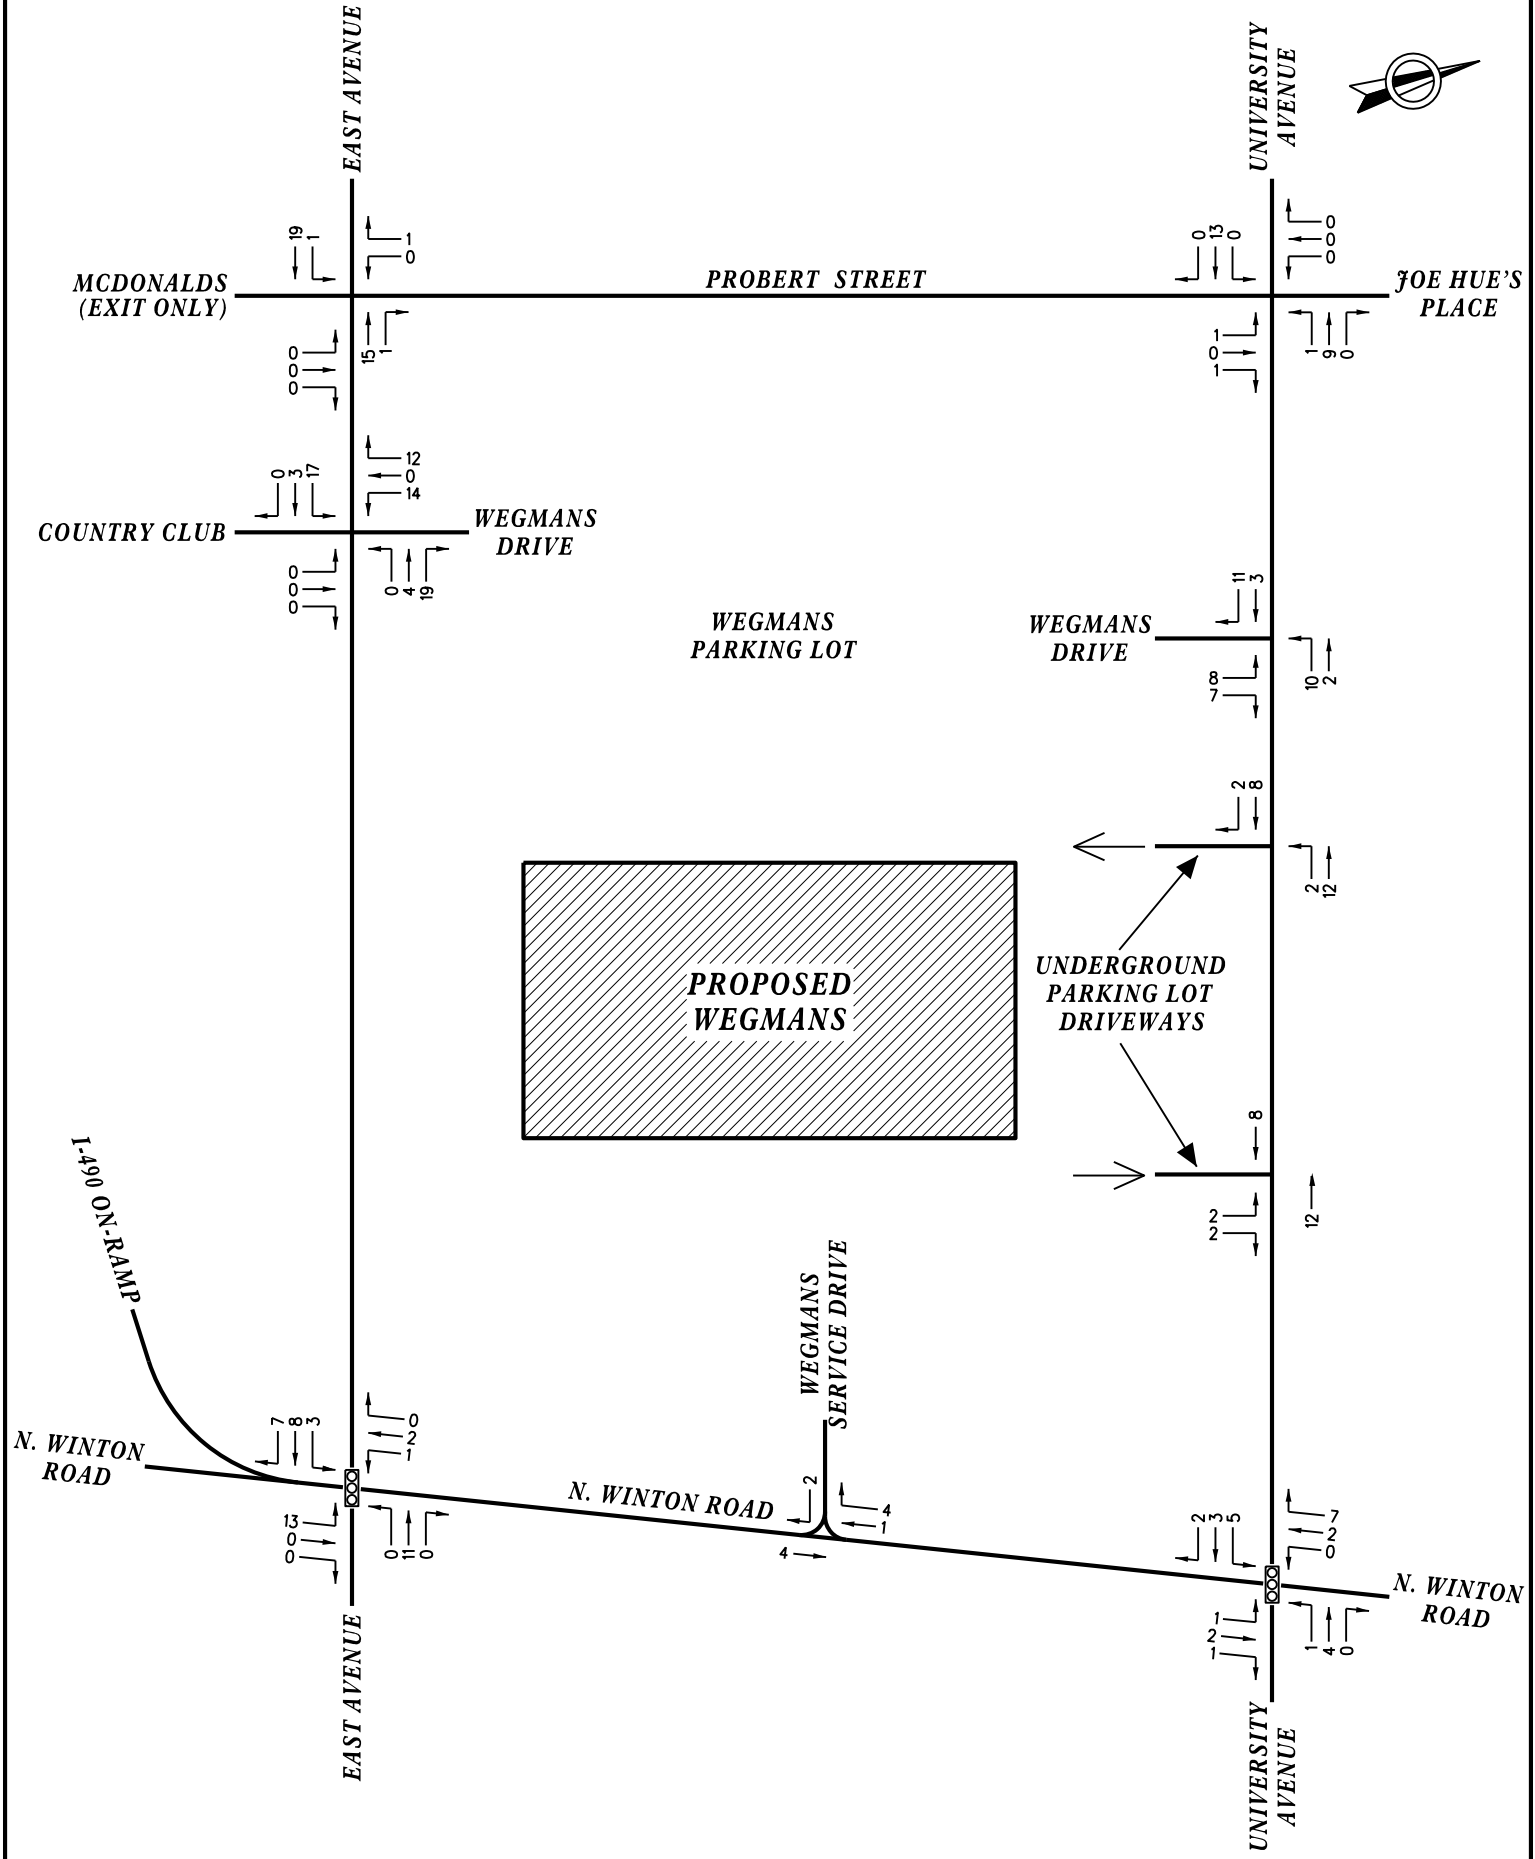 EAST AVENUE
UNIVERSITY
AVENUE
19
1
1
0
0
13
0
0
0
0
MCDONALDS
(EXIT ONLY)
PROBERT STREET
JOE HUE'S
PLACE
0
0
0
15
1
1
0
1
1
9
0
0
3
17
12
0
14
COUNTRY CLUB
WEGMANS
DRIVE
0
0
0
0
4
19
WEGMANS
PARKING LOT
WEGMANS
DRIVE
11
3
8
7
10
2
2
8
2
12
PROPOSED
WEGMANS
UNDERGROUND
PARKING LOT
DRIVEWAYS
8
2
2
12
I-490 ON-RAMP
WEGMANS
SERVICE DRIVE
N. WINTON
ROAD
7
8
3
0
2
1
13
0
0
0
11
0
N. WINTON ROAD
2
4
1
4
2
3
5
7
2
0
1
2
1
1
4
0
N. WINTON
ROAD
EAST AVENUE
UNIVERSITY
AVENUE